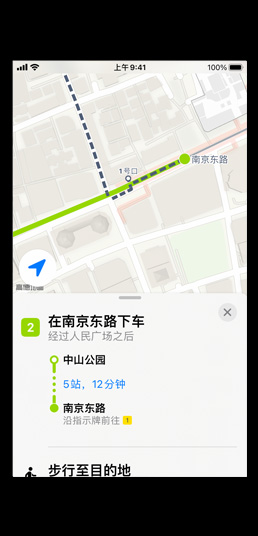 上午9:41
100%
1号口
南京东路
高德地图
2
在南京东路下车
经过人民广场之后
中山公园
5站，12分钟
南京东路
沿指示牌前往 1
步行至目的地